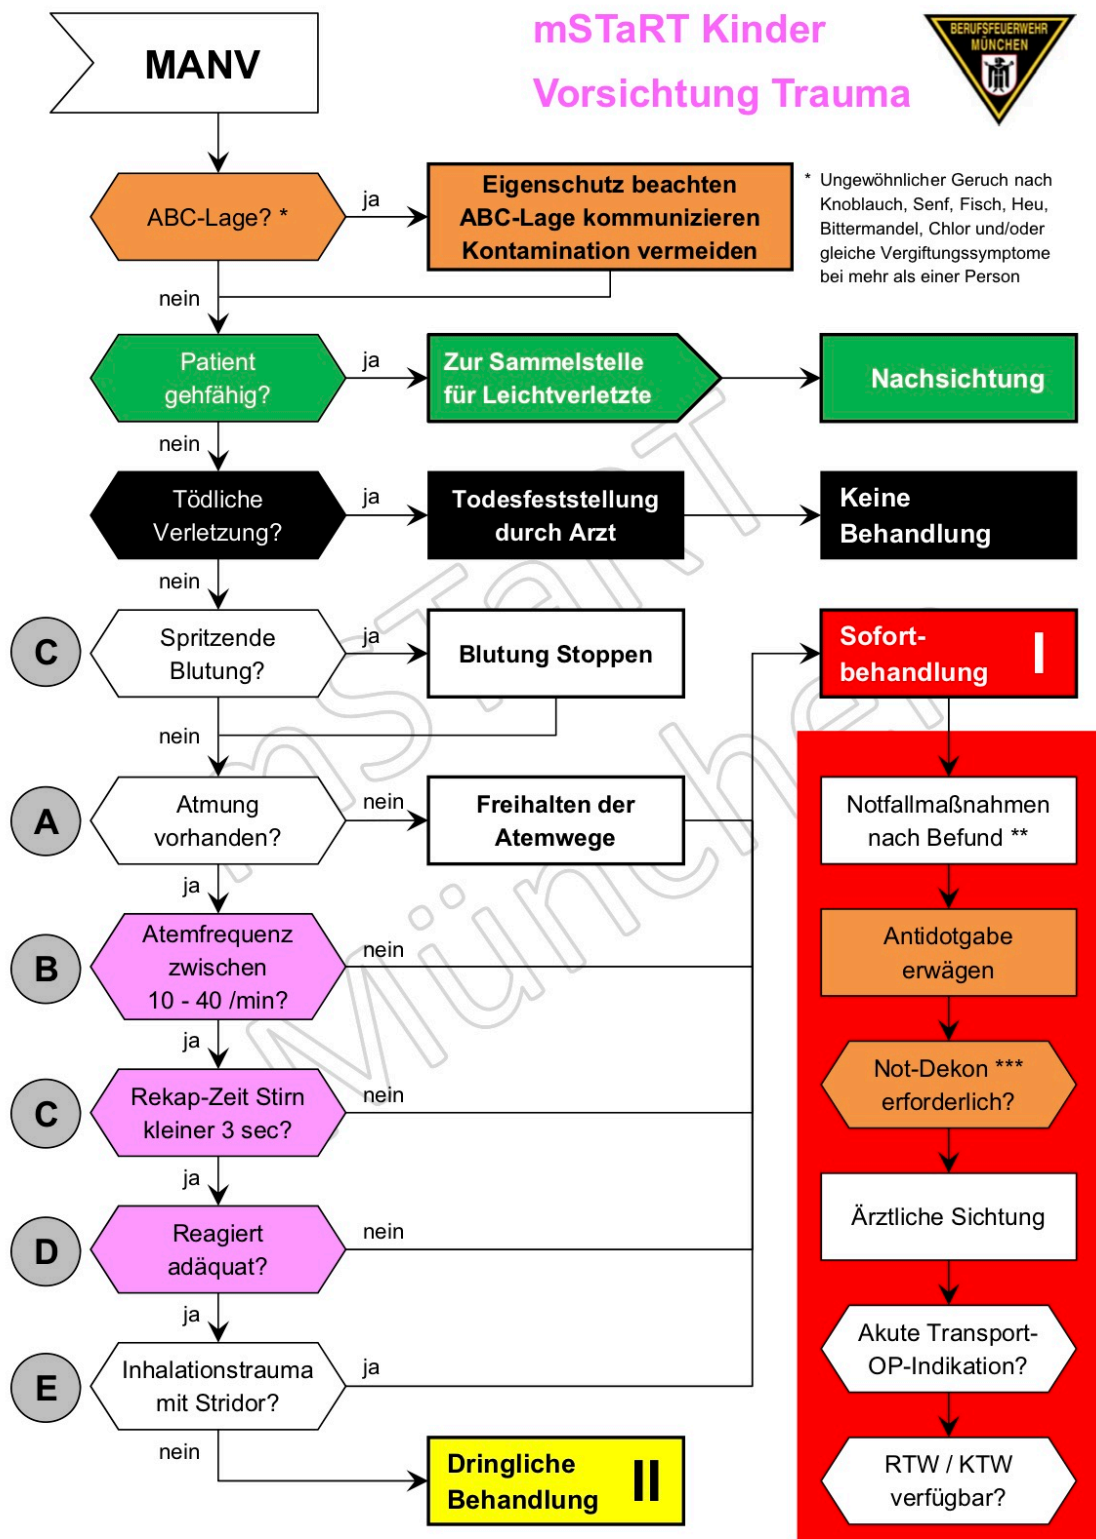 MANV
mSTaRT Kinder
Vorsichtung Trauma
BERUFSFEUERWEHR
MÜNCHEN
ABC-Lage? *
ja
Eigenschutz beachten
ABC-Lage kommunizieren
Kontamination vermeiden
* Ungewöhnlicher Geruch nach
Knoblauch, Senf, Fisch, Heu,
Bittermandel, Chlor und/oder
gleiche Vergiftungssymptome
bei mehr als einer Person
nein
Patient
gehfähig?
ja
Zur Sammelstelle
für Leichtverletzte
Nachsichtung
nein
Tödliche
Verletzung?
ja
Todesfeststellung
durch Arzt
Keine
Behandlung
nein
C
Spritzende
Blutung?
ja
Blutung Stoppen
Sofort-
behandlung
I
nein
A
Atmung
vorhanden?
nein
Freihalten der
Atemwege
Notfallmaßnahmen
nach Befund **
ja
B
Atemfrequenz
zwischen
10 - 40 /min?
nein
Antidotgabe
erwägen
ja
C
Rekap-Zeit Stirn
kleiner 3 sec?
nein
Not-Dekon ***
erforderlich?
ja
D
Reagiert
adäquat?
nein
Ärztliche Sichtung
ja
E
Inhalationstrauma
mit Stridor?
ja
Akute Transport-
OP-Indikation?
nein
Dringliche
Behandlung
II
RTW / KTW
verfügbar?
mSTaRT
München